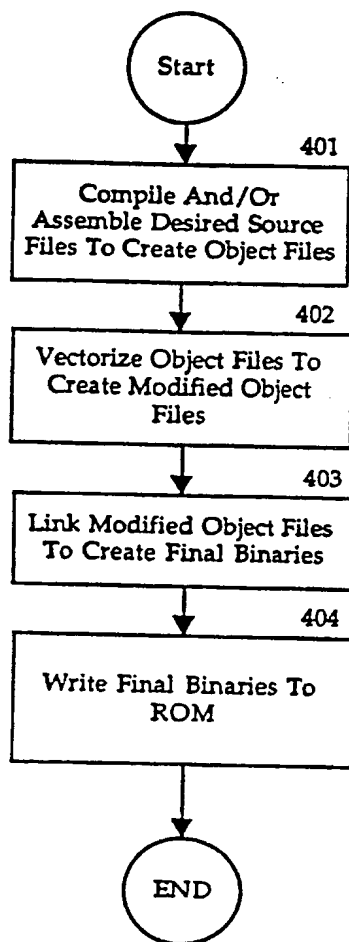 Start
401
Compile And/Or
Assemble Desired Source
Files To Create Object Files
402
Vectorize Object Files To
Create Modified Object
Files
403
Link Modified Object Files
To Create Final Binaries
404
Write Final Binaries To
ROM
END